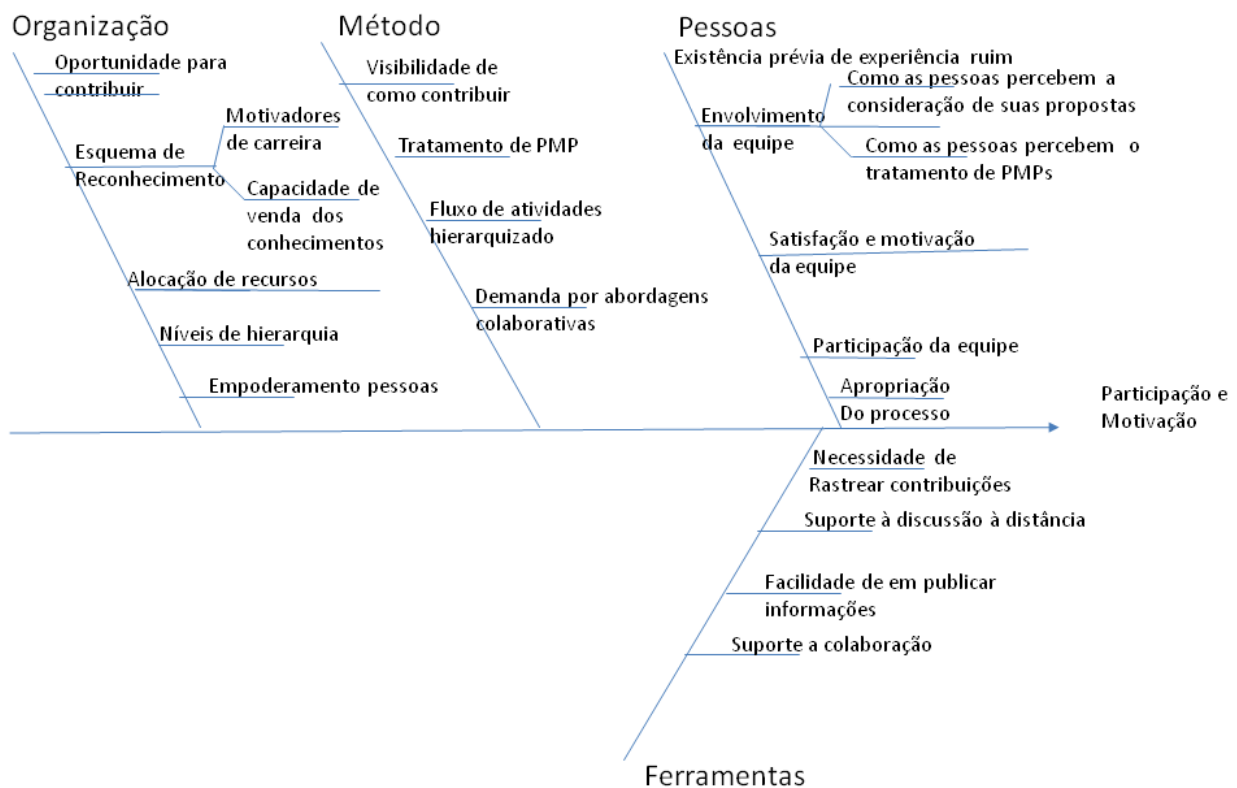 Organização
Oportunidade para
contribuir
Motivadores
de carreira
Esquema de
Reconhecimento
Capacidade de
venda dos
conhecimentos
Alocação de recursos
Níveis de hierarquia
Empoderamento pessoas
Método
Visibilidade de
como contribuir
Tratamento de PMP
Fluxo de atividades
hierarquizado
Demanda por abordagens
colaborativas
Pessoas
Existência prévia de experiência ruim
Como as pessoas percebem a
consideração de suas propostas
Envolvimento
da equipe
Como as pessoas percebem o
tratamento de PMPs
Satisfação e motivação
da equipe
Participação da equipe
Apropriação
Do processo
Participação e
Motivação
Necessidade de
Rastrear contribuições
Suporte à discussão à distância
Facilidade de em publicar
informações
Suporte a colaboração
Ferramentas